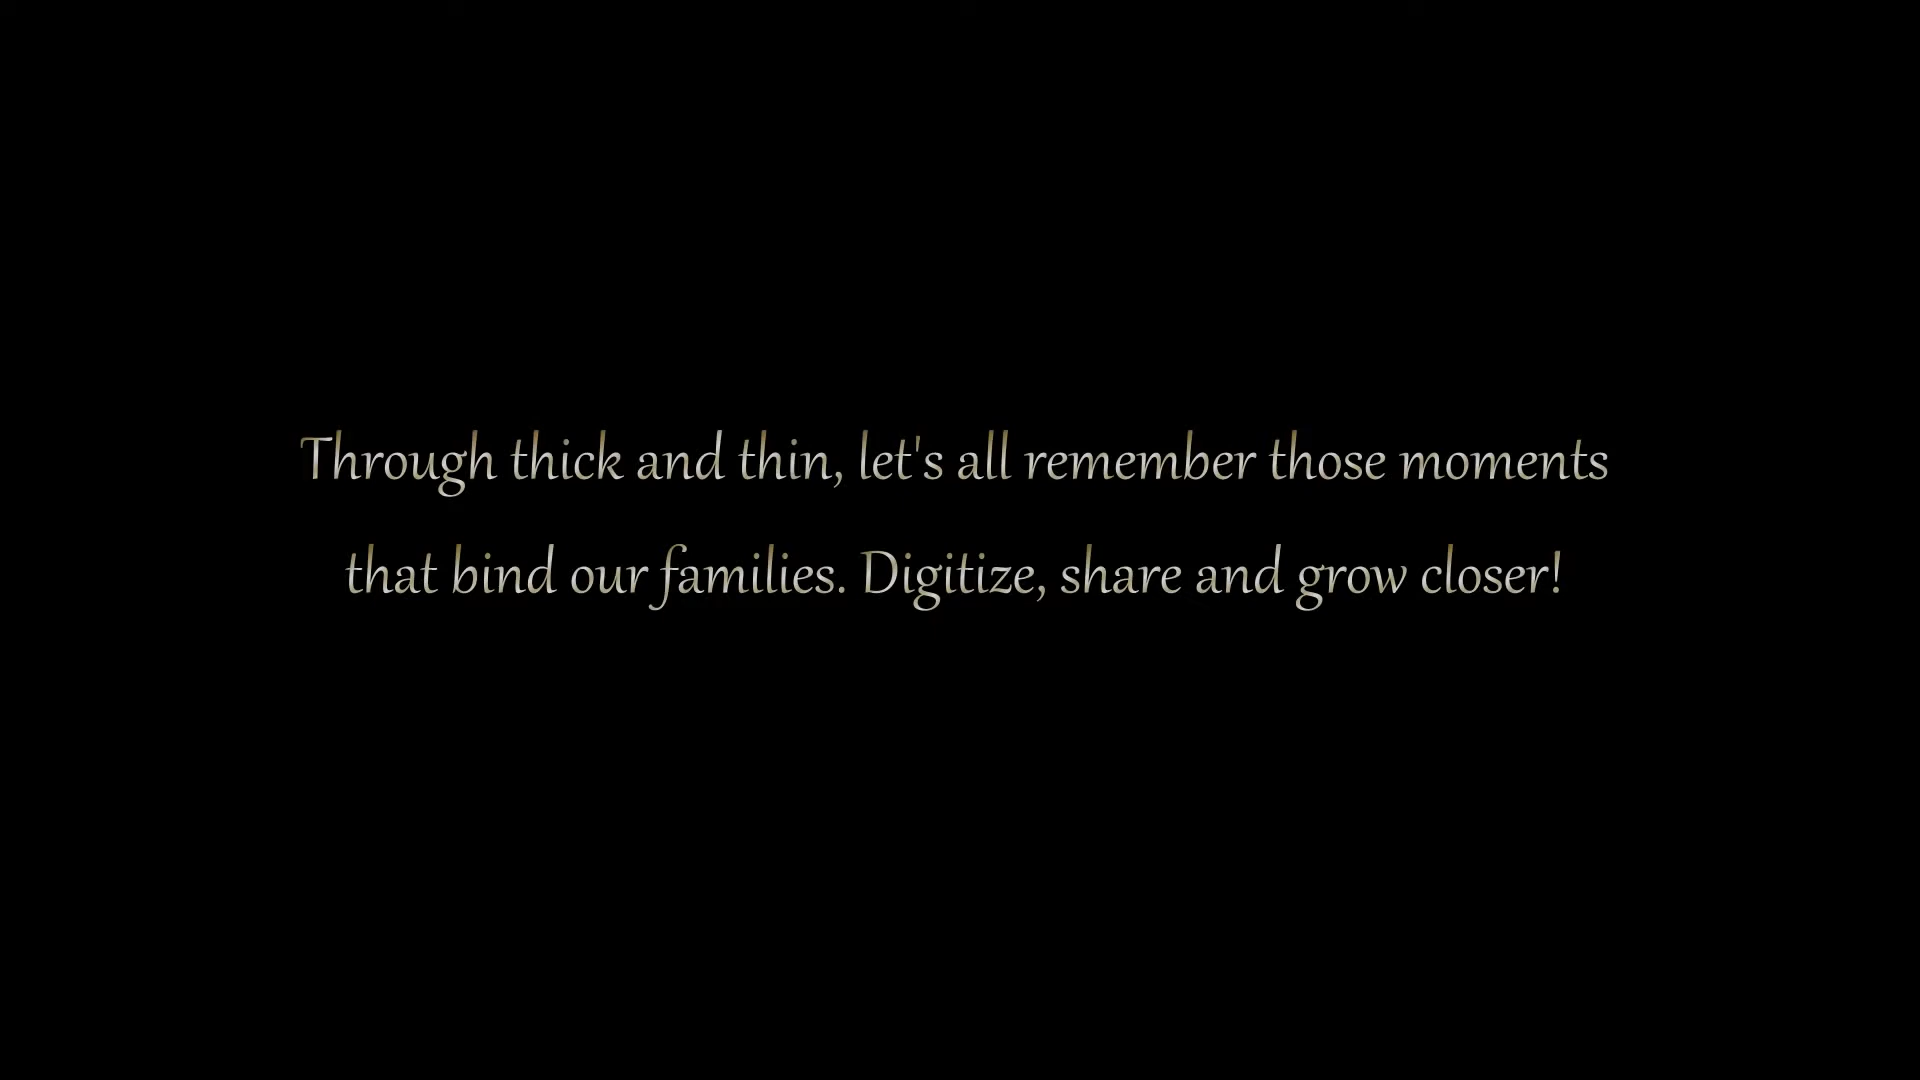 Through thick and thin, let's all remember those moments
that bind our families. Digitize, share and grow closer!